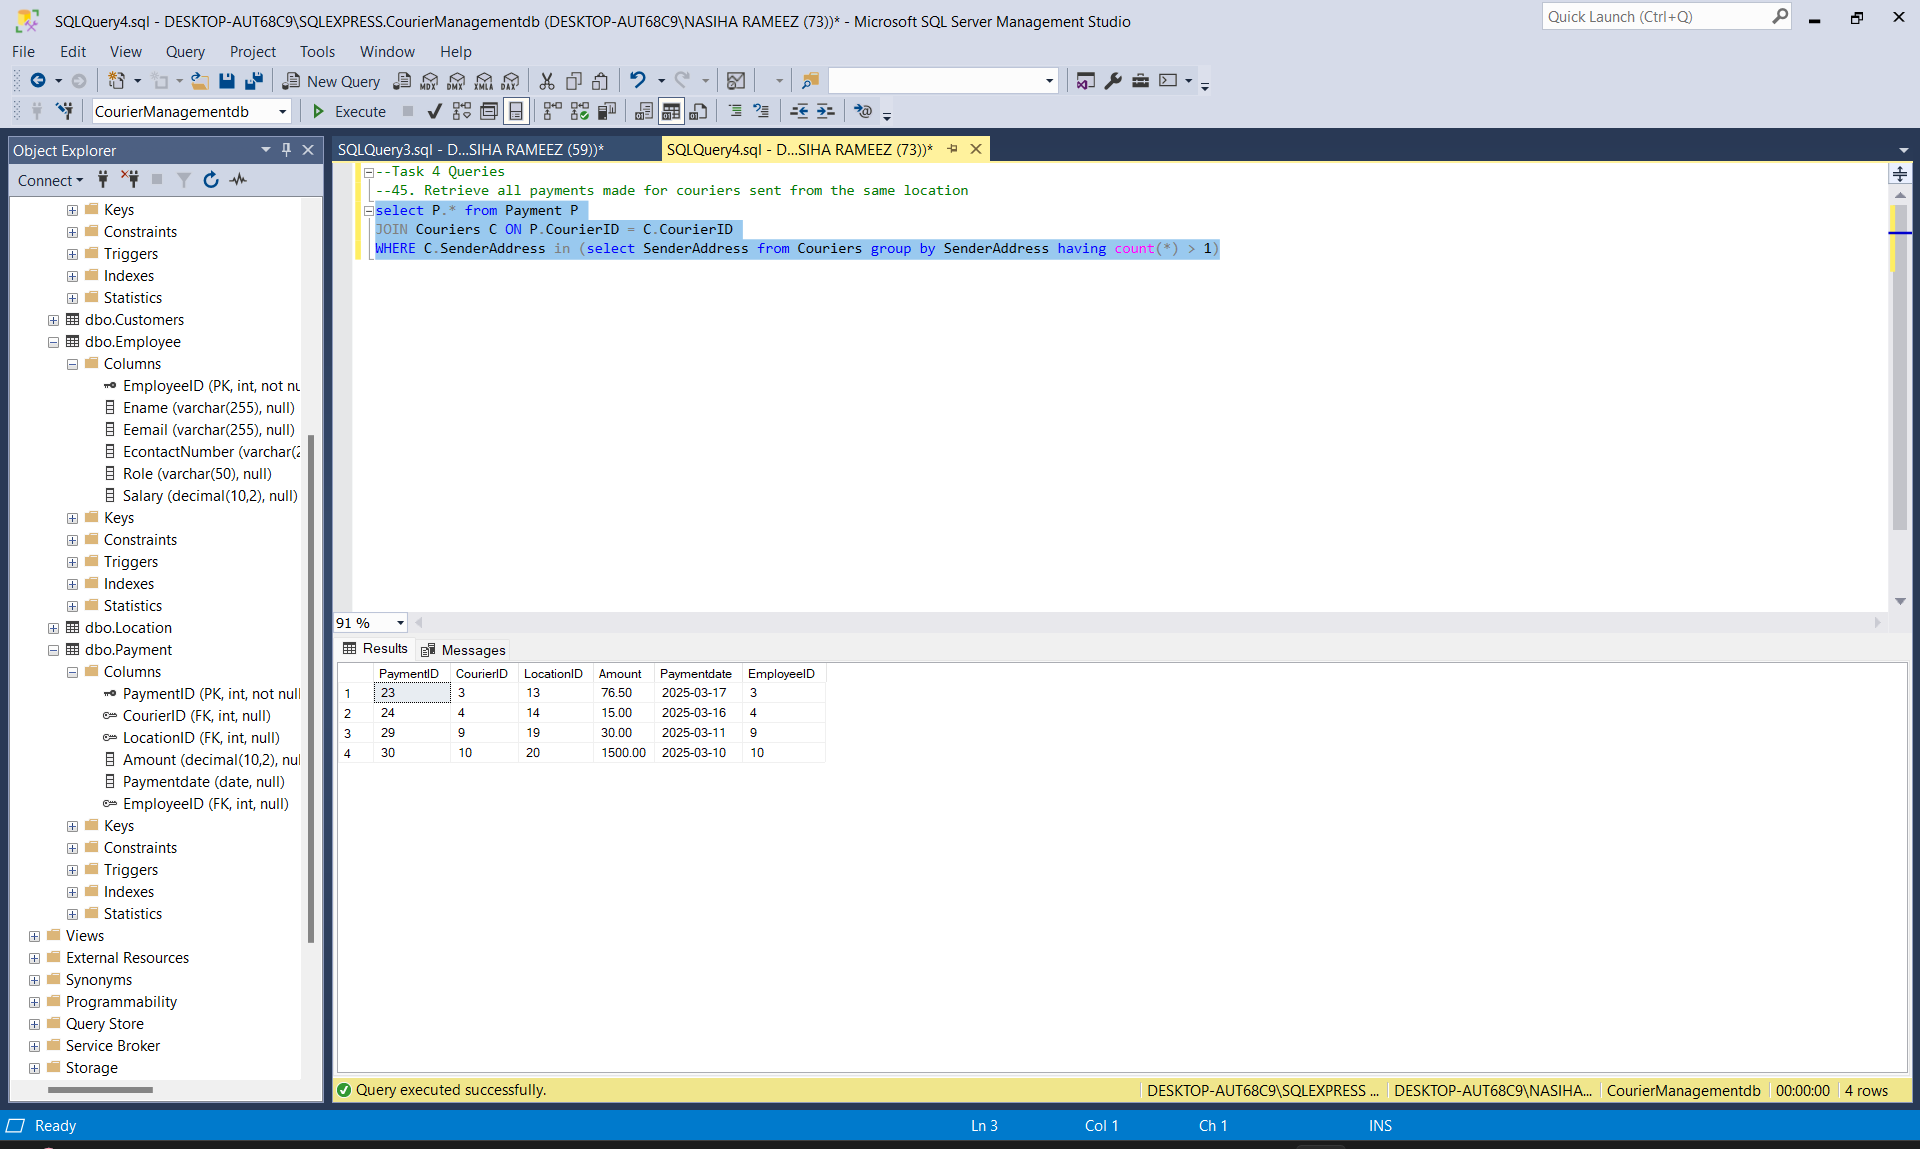 SQLQuery4.sql - DESKTOP-AUT68C9\SQLEXPRESS.CourierManagementdb (DESKTOP-AUT68C9\NASIHA RAMEEZ (73))* - Microsoft SQL Server Management Studio
Quick Launch (Ctrl+Q)
File Edit View Query Project Tools Window Help
New Query MDX DMX XMLA DAX
CourierManagementdb Execute
Object Explorer
SQLQuery3.sql - D...SIHA RAMEEZ (59))*
SQLQuery4.sql - D...SIHA RAMEEZ (73))*
Connect
Keys
Constraints
Triggers
Indexes
Statistics
dbo.Customers
dbo.Employee
Columns
EmployeeID (PK, int, not nu
Ename (varchar(255), null)
Eemail (varchar(255), null)
EcontactNumber (varchar(2
Role (varchar(50), null)
Salary (decimal(10,2), null)
Keys
Constraints
Triggers
Indexes
Statistics
dbo.Location
dbo.Payment
Columns
PaymentID (PK, int, not null
CourierID (FK, int, null)
LocationID (FK, int, null)
Amount (decimal(10,2), nul
Paymentdate (date, null)
EmployeeID (FK, int, null)
Keys
Constraints
Triggers
Indexes
Statistics
Views
External Resources
Synonyms
Programmability
Query Store
Service Broker
Storage
--Task 4 Queries
--45. Retrieve all payments made for couriers sent from the same location
select P.* from Payment P
JOIN Couriers C ON P.CourierID = C.CourierID
WHERE C.SenderAddress in (select SenderAddress from Couriers group by SenderAddress having count(*) > 1)
91 %
Results Messages
PaymentID CourierID LocationID Amount Paymentdate EmployeeID
1 23 3 13 76.50 2025-03-17 3
2 24 4 14 15.00 2025-03-16 4
3 29 9 19 30.00 2025-03-11 9
4 30 10 20 1500.00 2025-03-10 10
Query executed successfully.
DESKTOP-AUT68C9\SQLEXPRESS ... DESKTOP-AUT68C9\NASIHA... CourierManagementdb 00:00:00 4 rows
Ready Ln 3 Col 1 Ch 1 INS